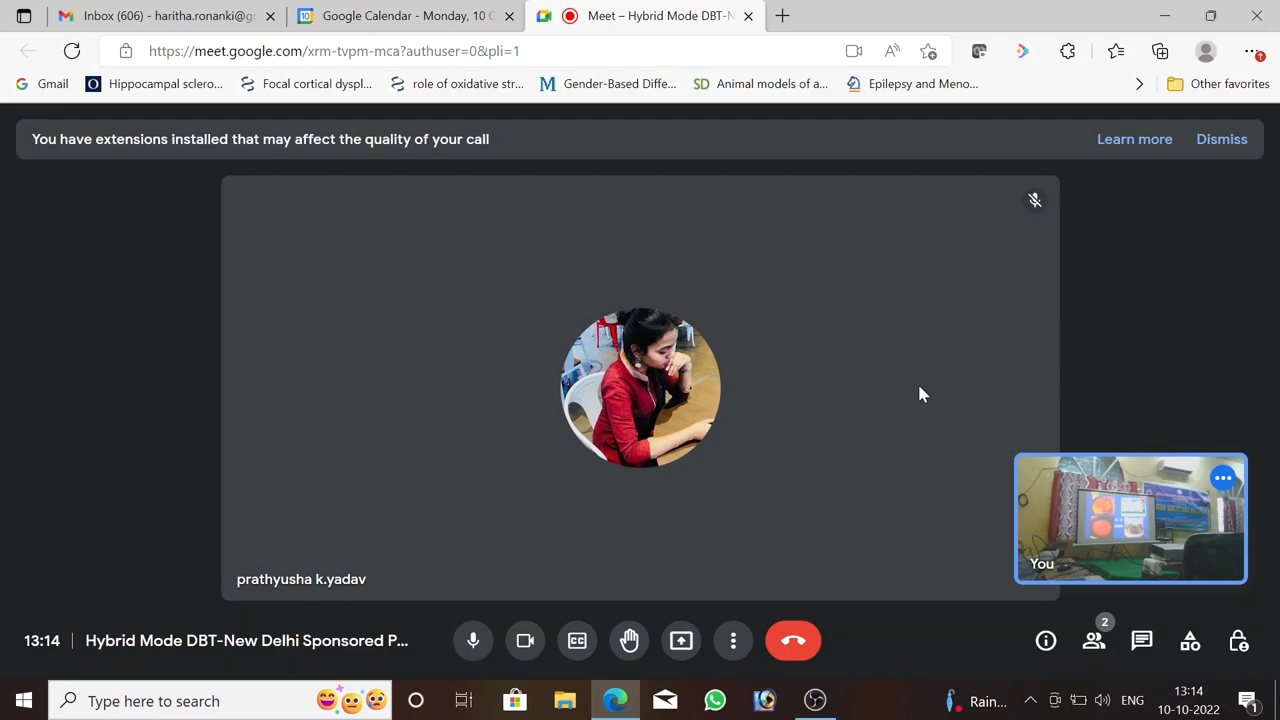 Inbox (606) - haritha.ronanki@gr
Google Calendar - Monday, 10 O
Meet – Hybrid Mode DBT-N
https://meet.google.com/xrm-tvpm-mca?authuser=0&pli=1
Gmail
Hippocampal sclero...
Focal cortical dyspl...
role of oxidative str...
Gender-Based Diffe...
SD Animal models of a...
Epilepsy and Meno...
Other favorites
You have extensions installed that may affect the quality of your call
Learn more
Dismiss
You
prathyusha k.yadav
2
13:14
Hybrid Mode DBT-New Delhi Sponsored P...
Type here to search
Rain...
ENG
13:14
10-10-2022
1